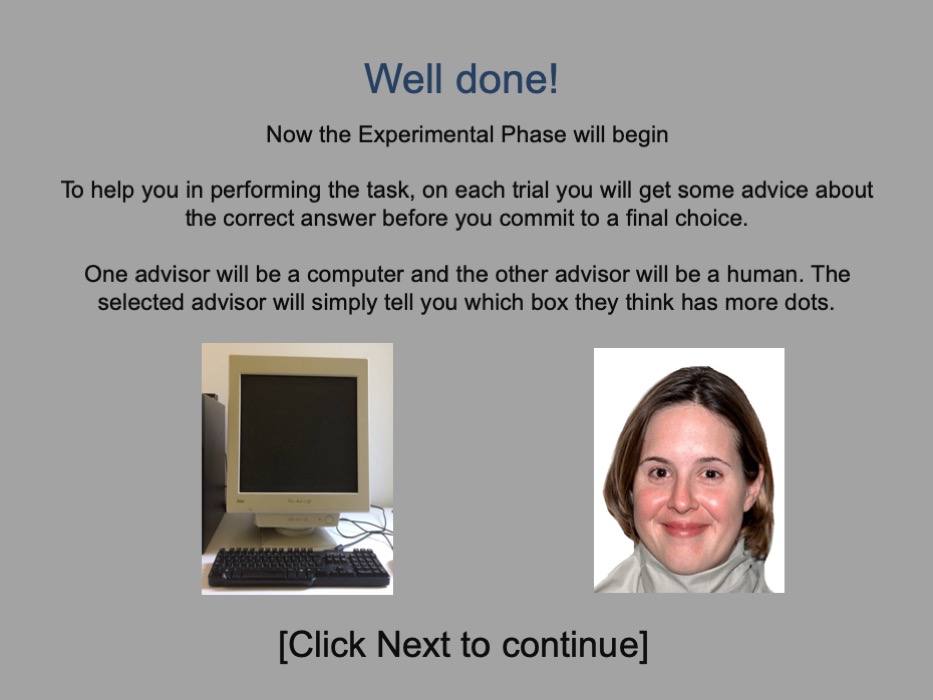 Well done!
Now the Experimental Phase will begin
To help you in performing the task, on each trial you will get some advice about
the correct answer before you commit to a final choice.
One advisor will be a computer and the other advisor will be a human. The
selected advisor will simply tell you which box they think has more dots.
[Click Next to continue]